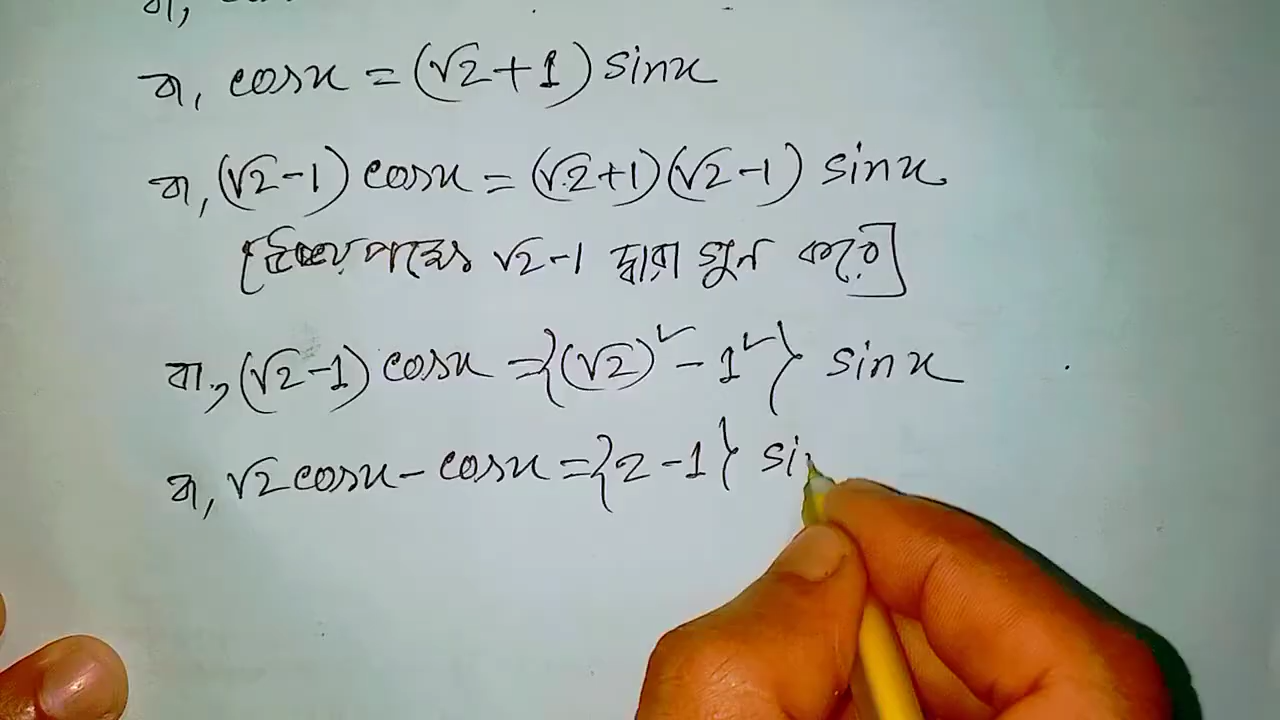 বা, cosx = (√2+1) sinx
বা, (√2-1) cosx = (√2+1)(√2-1) sinx
[উভয় পক্ষকে √2-1 দ্বারা গুন করে]
বা, (√2-1) cosx = {(√2)² - 1²} sinx
বা, √2 cosx - cosx = {2-1} si